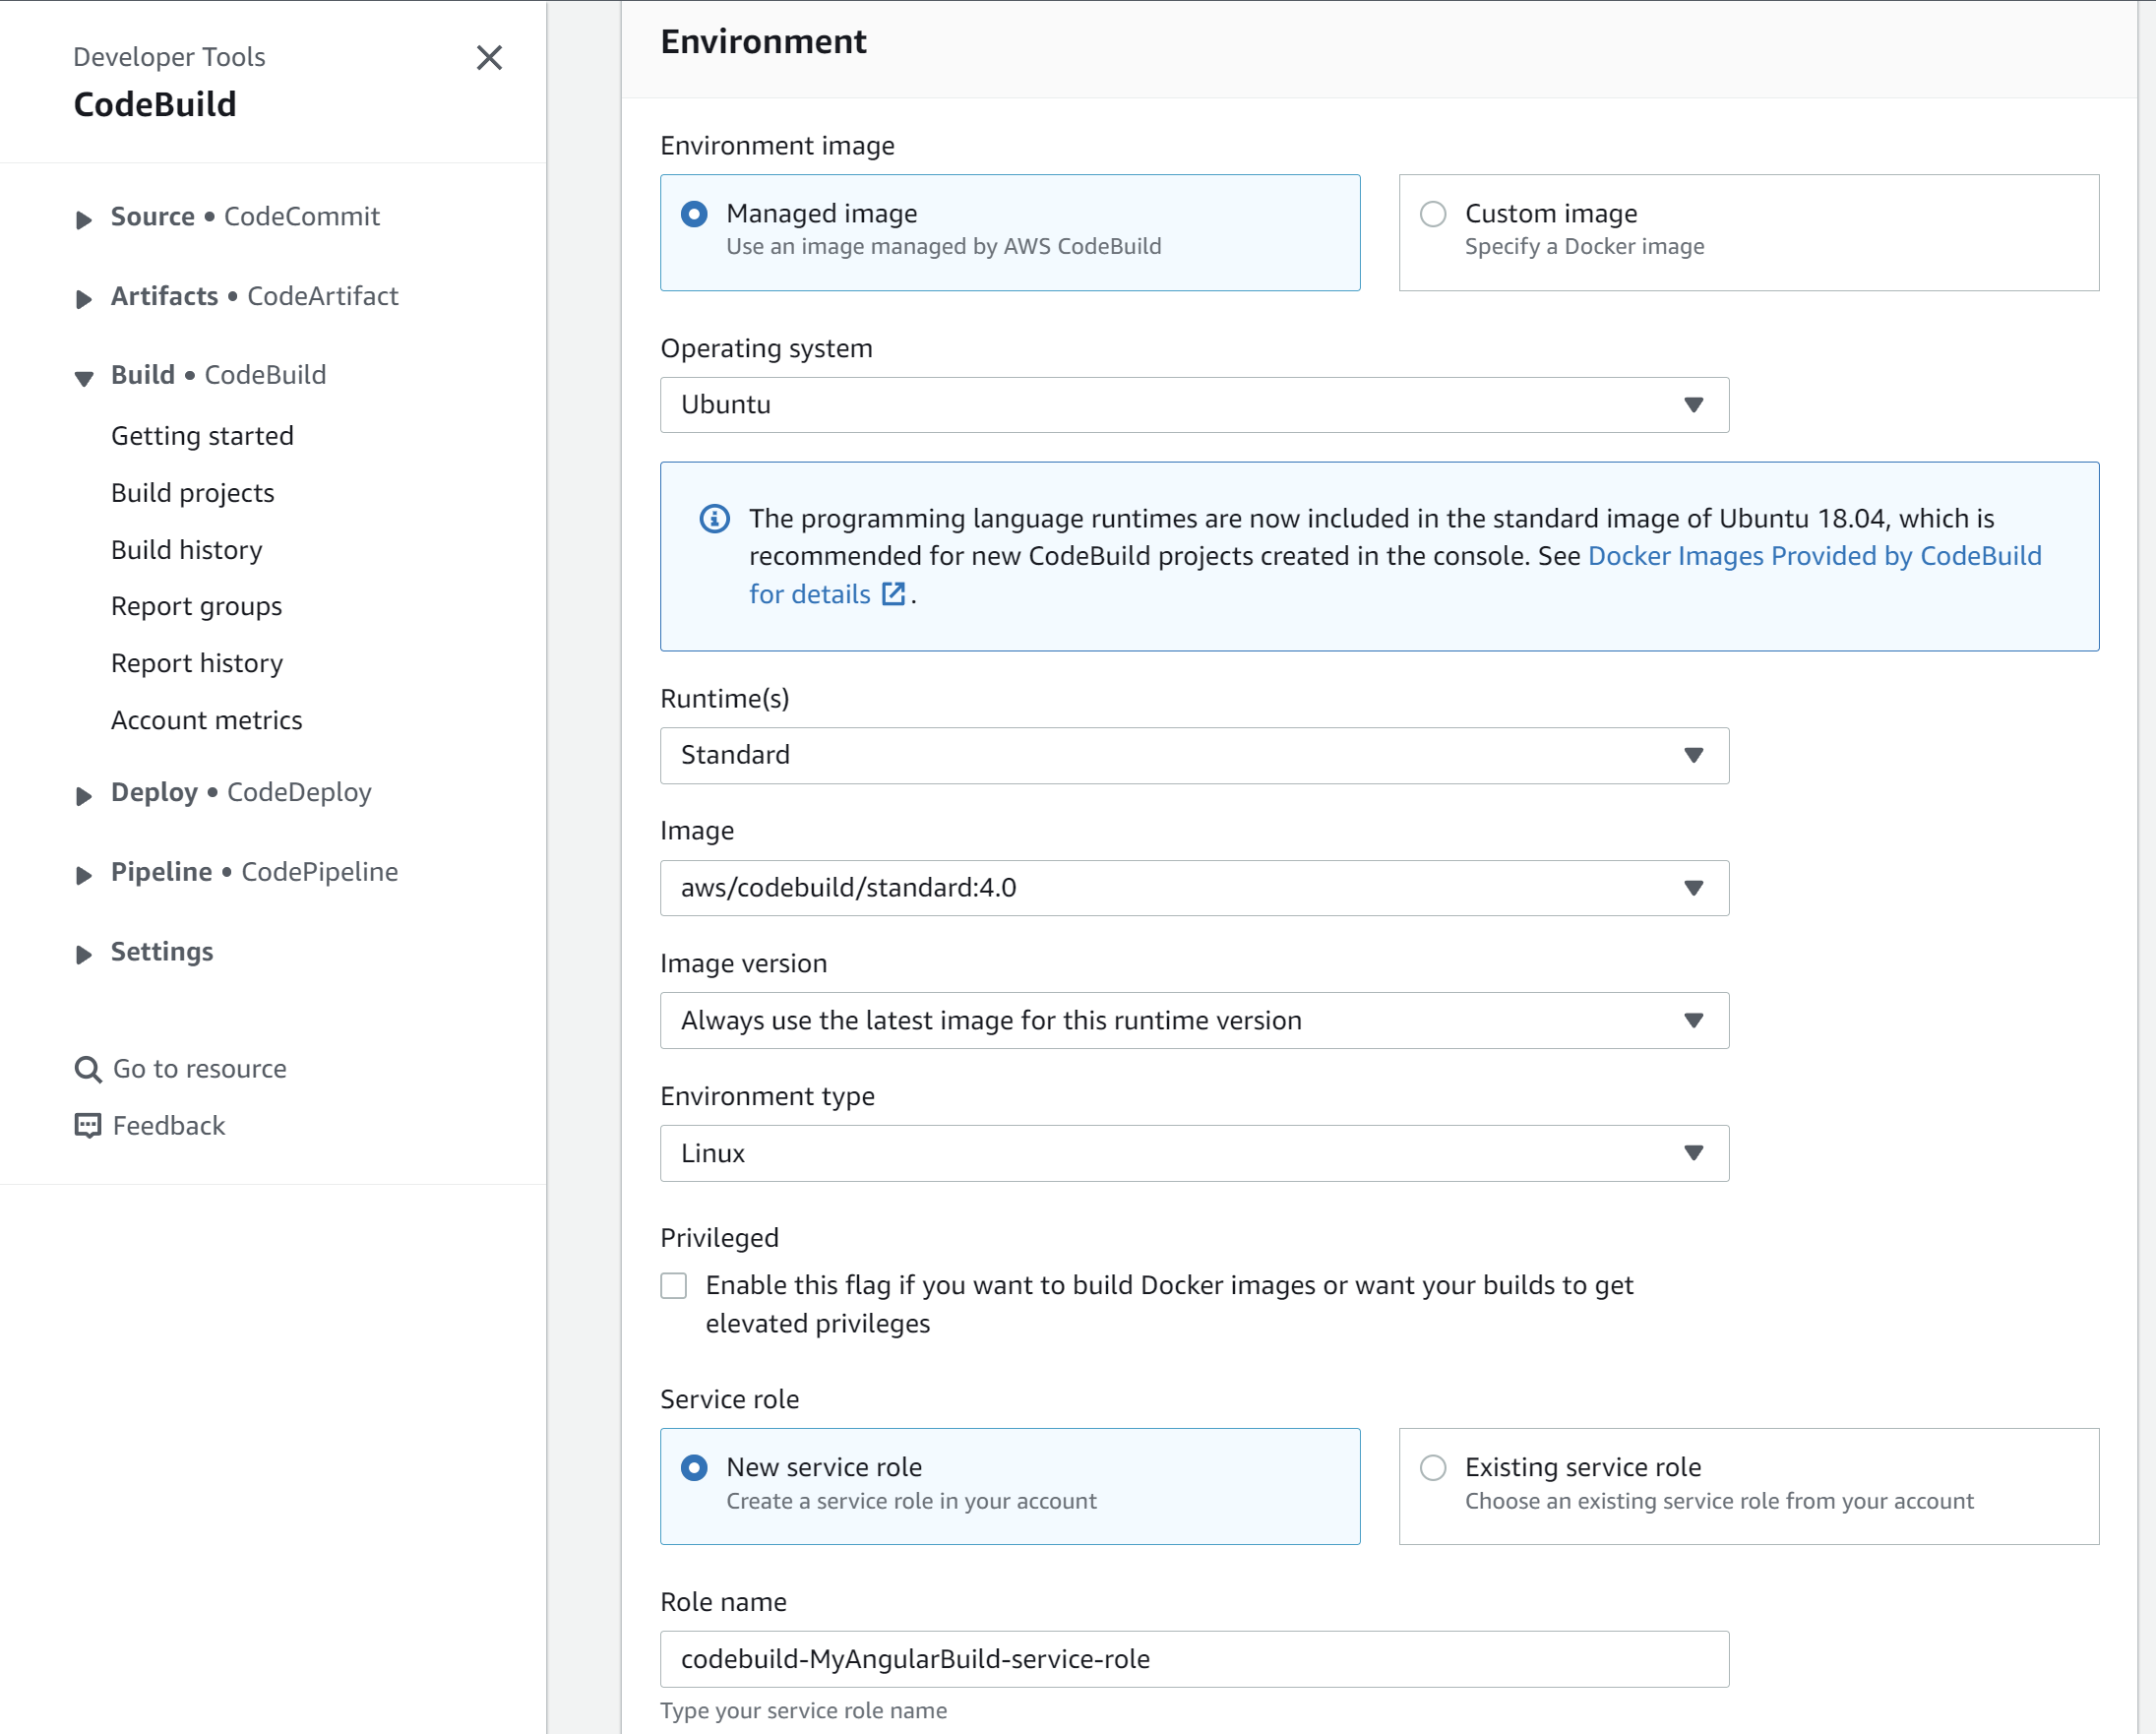 Developer Tools
CodeBuild
Source • CodeCommit
Artifacts • CodeArtifact
Build • CodeBuild
Getting started
Build projects
Build history
Report groups
Report history
Account metrics
Deploy • CodeDeploy
Pipeline • CodePipeline
Settings
Go to resource
Feedback
Environment
Environment image
Managed image
Use an image managed by AWS CodeBuild
Custom image
Specify a Docker image
Operating system
Ubuntu
The programming language runtimes are now included in the standard image of Ubuntu 18.04, which is
recommended for new CodeBuild projects created in the console. See Docker Images Provided by CodeBuild
for details .
Runtime(s)
Standard
Image
aws/codebuild/standard:4.0
Image version
Always use the latest image for this runtime version
Environment type
Linux
Privileged
Enable this flag if you want to build Docker images or want your builds to get
elevated privileges
Service role
New service role
Create a service role in your account
Existing service role
Choose an existing service role from your account
Role name
codebuild-MyAngularBuild-service-role
Type your service role name